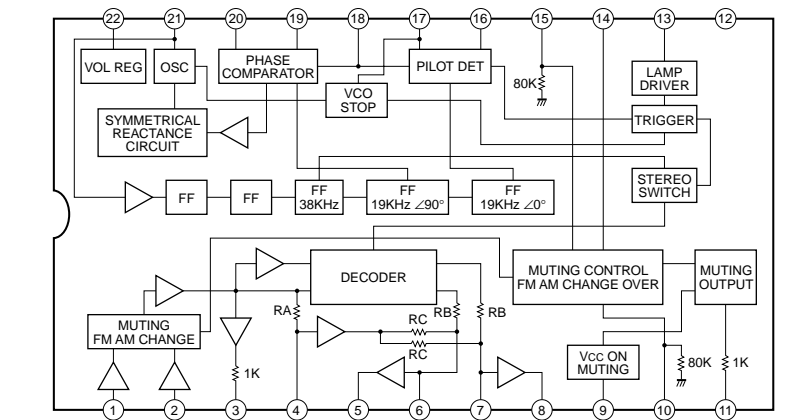 22 21 20 19 18 17 16 15 14 13 12
VOL REG
OSC
PHASE
COMPARATOR
PILOT DET
80K
LAMP
DRIVER
VCO
STOP
TRIGGER
SYMMETRICAL
REACTANCE
CIRCUIT
STEREO
SWITCH
FF
FF
FF
38KHz
FF
19KHz ∠90°
FF
19KHz ∠0°
DECODER
MUTING CONTROL
FM AM CHANGE OVER
MUTING
OUTPUT
RA
RB
RB
MUTING
FM AM CHANGE
RC
RC
1K
VCC ON
MUTING
80K
1K
1 2 3 4 5 6 7 8 9 10 11